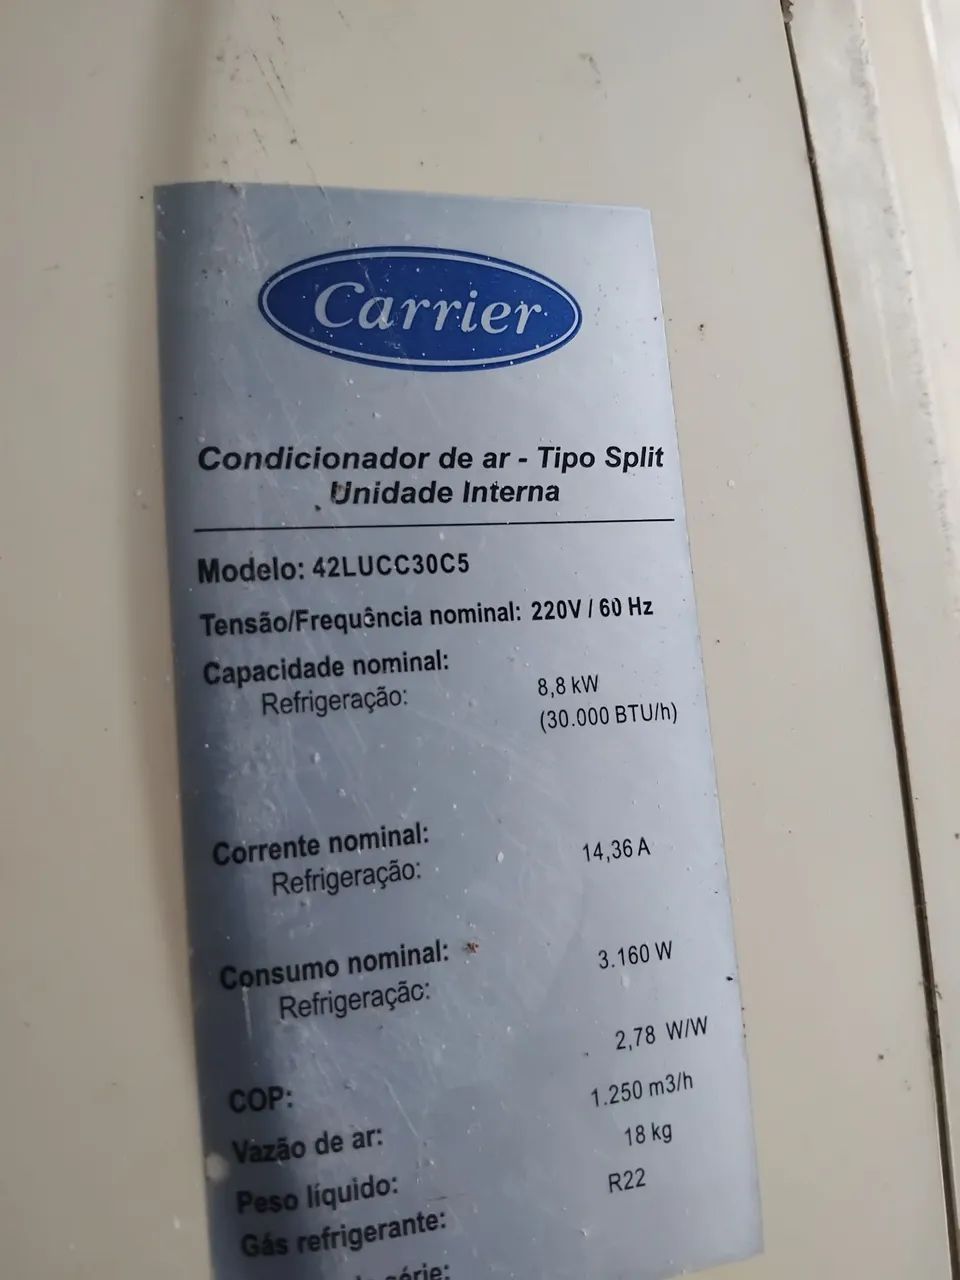 Carrier
Condicionador de ar - Tipo Split
Unidade Interna
Modelo: 42LUCC30C5
Tensão/Frequência nominal: 220V / 60 Hz
Capacidade nominal:
Refrigeração: 8,8 kW
(30.000 BTU/h)
Corrente nominal:
Refrigeração: 14,36 A
Consumo nominal:
Refrigeração: 3.160 W
COP: 2,78 W/W
Vazão de ar: 1.250 m3/h
Peso líquido: 18 kg
Gás refrigerante: R22
série: